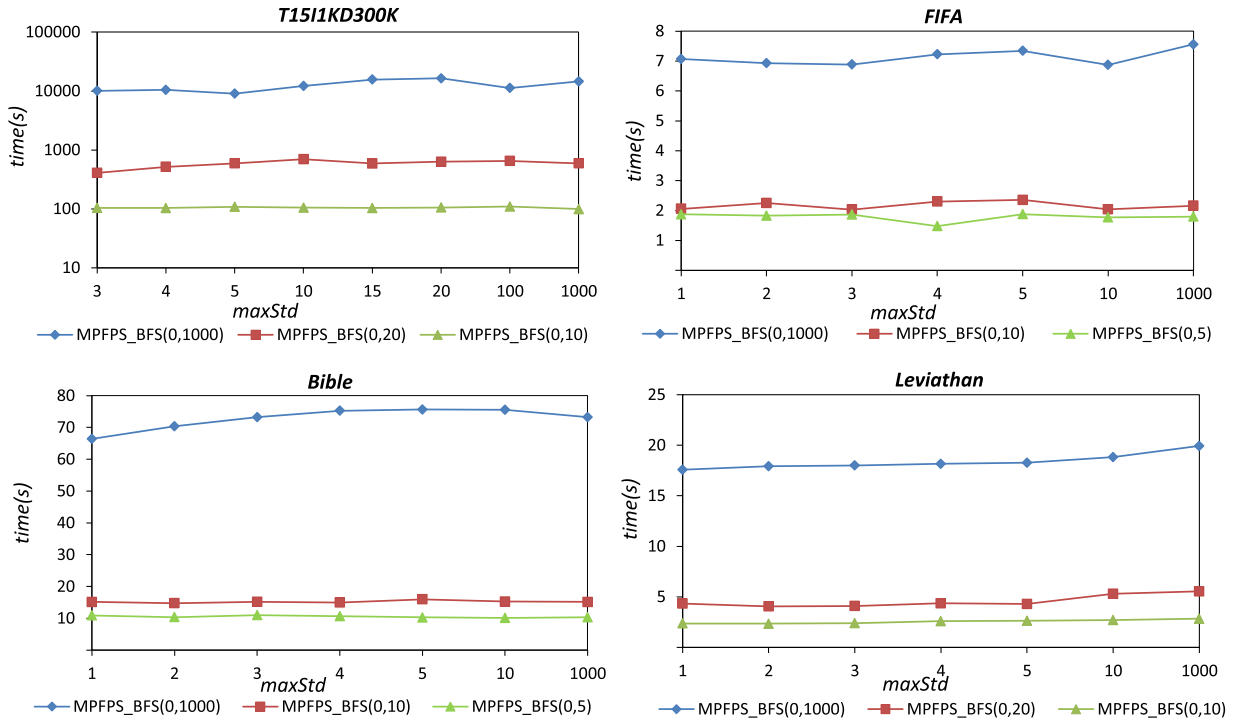 T15I1KD300K
100000
10000
1000
100
10
time(s)
3 4 5 10 15 20 100 1000
maxStd
MPFPS_BFS(0,1000) MPFPS_BFS(0,20) MPFPS_BFS(0,10)
FIFA
8
7
6
5
4
3
2
1
time(s)
1 2 3 4 5 10 1000
maxStd
MPFPS_BFS(0,1000) MPFPS_BFS(0,10) MPFPS_BFS(0,5)
Bible
80
70
60
50
40
30
20
10
time(s)
1 2 3 4 5 10 1000
maxStd
MPFPS_BFS(0,1000) MPFPS_BFS(0,10) MPFPS_BFS(0,5)
Leviathan
25
20
15
10
5
time(s)
1 2 3 4 5 10 1000
maxStd
MPFPS_BFS(0,1000) MPFPS_BFS(0,20) MPFPS_BFS(0,10)